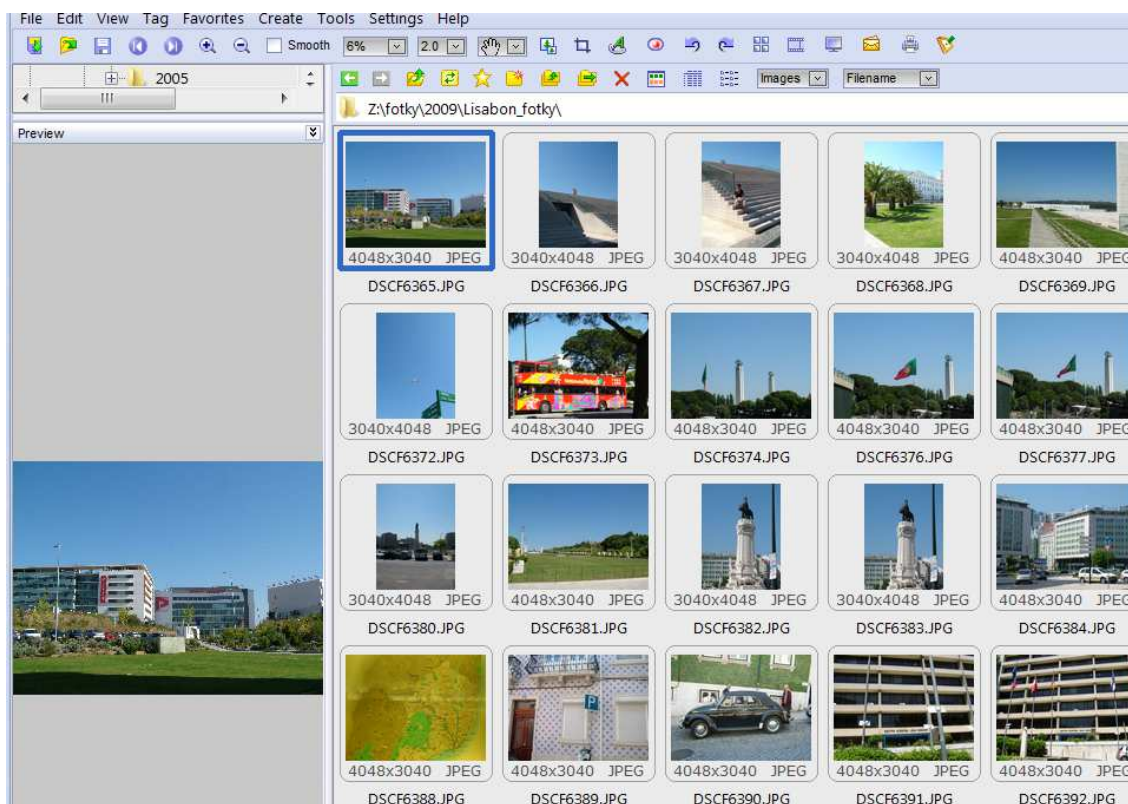 File Edit View Tag Favorites Create Tools Settings Help
Smooth 6% 2.0
2005
Images Filename
Z:\fotky\2009\Lisabon_fotky\
Preview
4048x3040 JPEG 3040x4048 JPEG 3040x4048 JPEG 3040x4048 JPEG 4048x3040 JPEG
DSCF6365.JPG DSCF6366.JPG DSCF6367.JPG DSCF6368.JPG DSCF6369.JPG
3040x4048 JPEG 4048x3040 JPEG 4048x3040 JPEG 4048x3040 JPEG 4048x3040 JPEG
DSCF6372.JPG DSCF6373.JPG DSCF6374.JPG DSCF6376.JPG DSCF6377.JPG
3040x4048 JPEG 4048x3040 JPEG 3040x4048 JPEG 3040x4048 JPEG 4048x3040 JPEG
DSCF6380.JPG DSCF6381.JPG DSCF6382.JPG DSCF6383.JPG DSCF6384.JPG
P
4048x3040 JPEG 4048x3040 JPEG 4048x3040 JPEG 4048x3040 JPEG 4048x3040 JPEG
DSCF6388.JPG DSCF6389.JPG DSCF6390.JPG DSCF6391.JPG DSCF6392.JPG